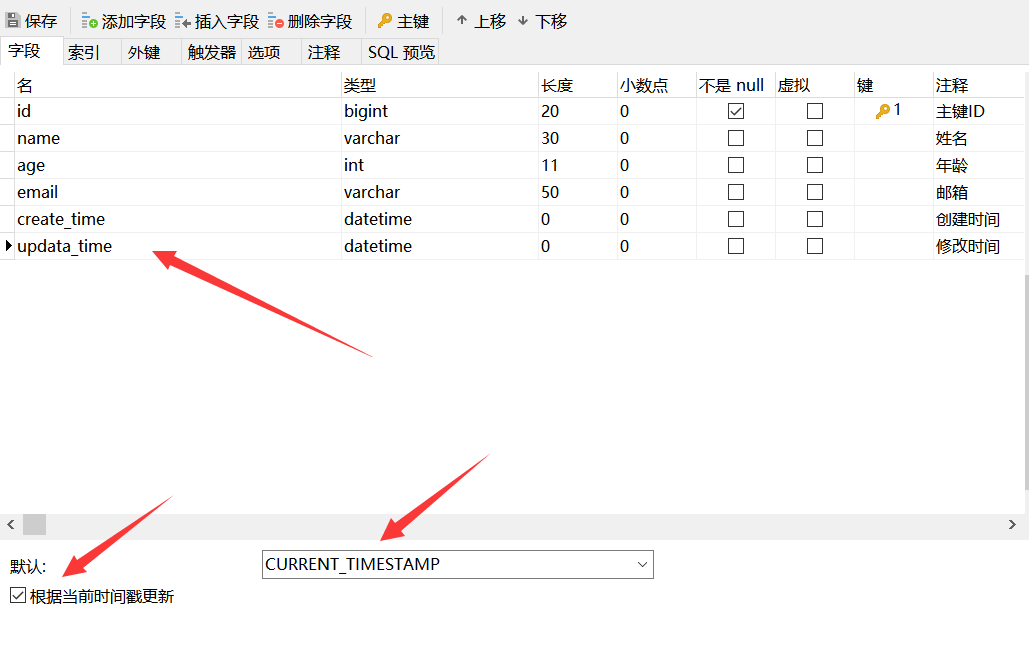 保存 添加字段 插入字段 删除字段 主键 上移 下移
字段 索引 外键 触发器 选项 注释 SQL 预览
名 类型 长度 小数点 不是 null 虚拟 键 注释
id bigint 20 0 1 主键ID
name varchar 30 0 姓名
age int 11 0 年龄
email varchar 50 0 邮箱
create_time datetime 0 0 创建时间
updata_time datetime 0 0 修改时间
默认: CURRENT_TIMESTAMP
根据当前时间戳更新